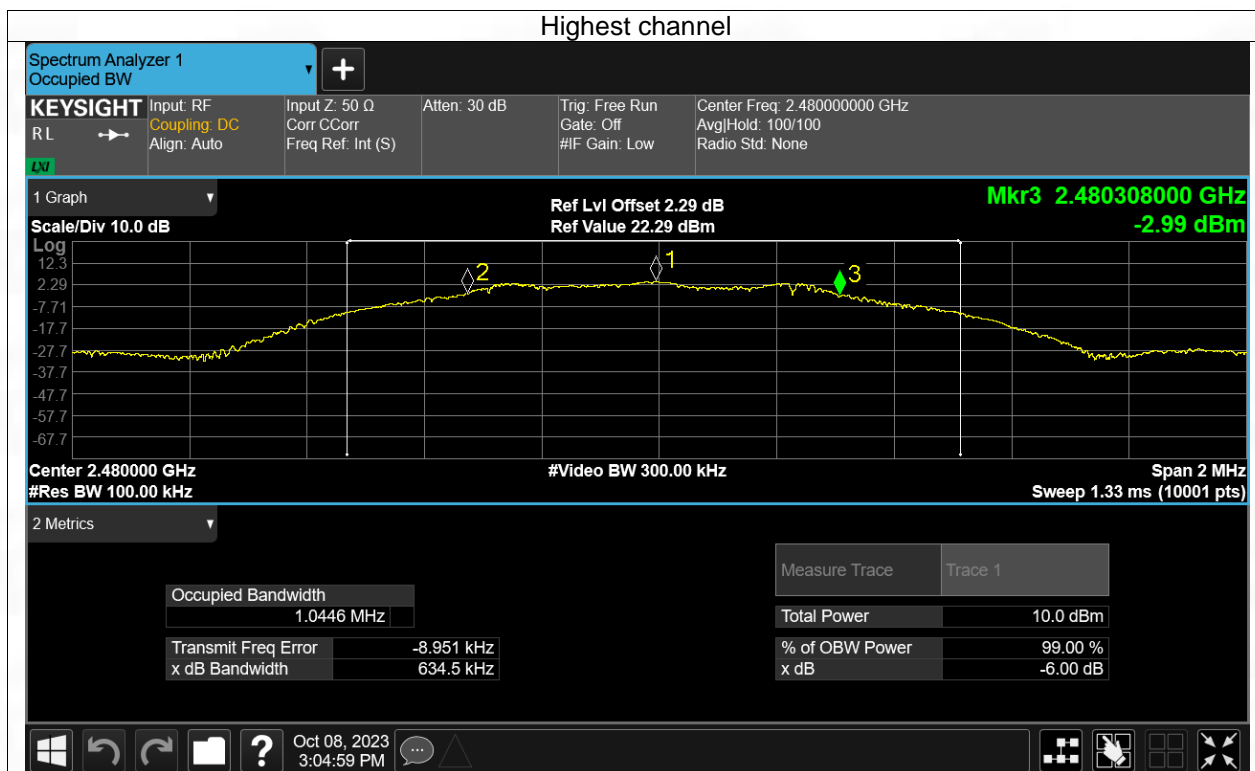 Highest channel
Spectrum Analyzer 1
Occupied BW
+
KEYSIGHT
RL
LXI
Input: RF
Coupling: DC
Align: Auto
Input Z: 50 Ω
Corr CCorr
Freq Ref: Int (S)
Atten: 30 dB
Trig: Free Run
Gate: Off
#IF Gain: Low
Center Freq: 2.480000000 GHz
Avg|Hold: 100/100
Radio Std: None
1 Graph
Scale/Div 10.0 dB
Ref Lvl Offset 2.29 dB
Ref Value 22.29 dBm
Mkr3 2.480308000 GHz
-2.99 dBm
Log
12.3
2.29
-7.71
-17.7
-27.7
-37.7
-47.7
-57.7
-67.7
2
1
3
Center 2.480000 GHz
#Video BW 300.00 kHz
Span 2 MHz
#Res BW 100.00 kHz
Sweep 1.33 ms (10001 pts)
2 Metrics
Measure Trace Trace 1
Occupied Bandwidth
1.0446 MHz
Total Power 10.0 dBm
Transmit Freq Error -8.951 kHz
% of OBW Power 99.00 %
x dB Bandwidth 634.5 kHz
x dB -6.00 dB
?
Oct 08, 2023
3:04:59 PM